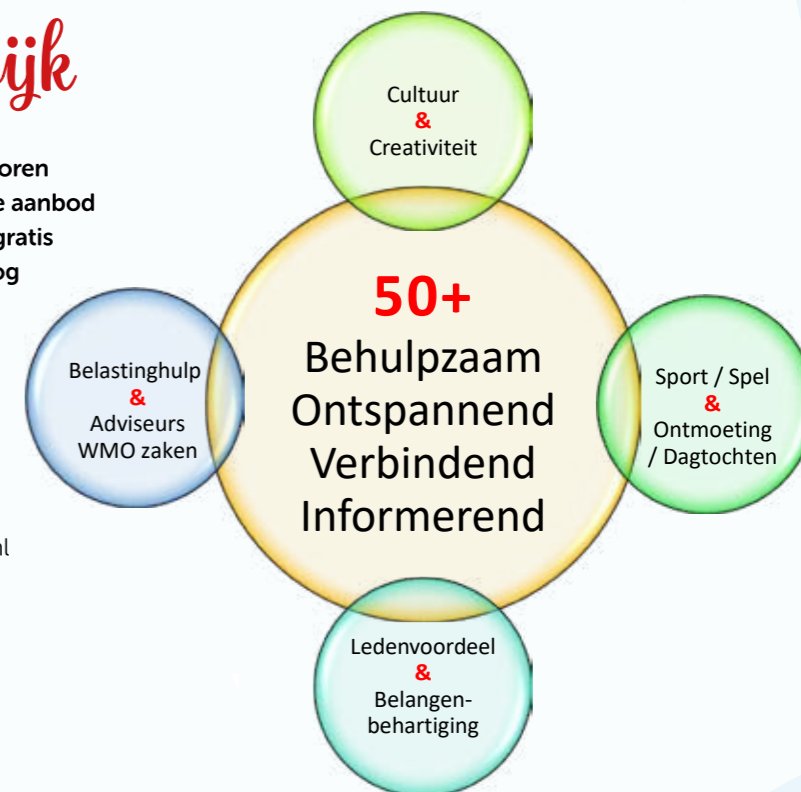 ijk
oren
e aanbod
gratis
og
al
Cultuur
&
Creativiteit
50+
Behulpzaam
Ontspannend
Verbindend
Informerend
Belastinghulp
&
Adviseurs
WMO zaken
Sport / Spel
&
Ontmoeting
/ Dagtochten
Ledenvoordeel
&
Belangen-
behartiging